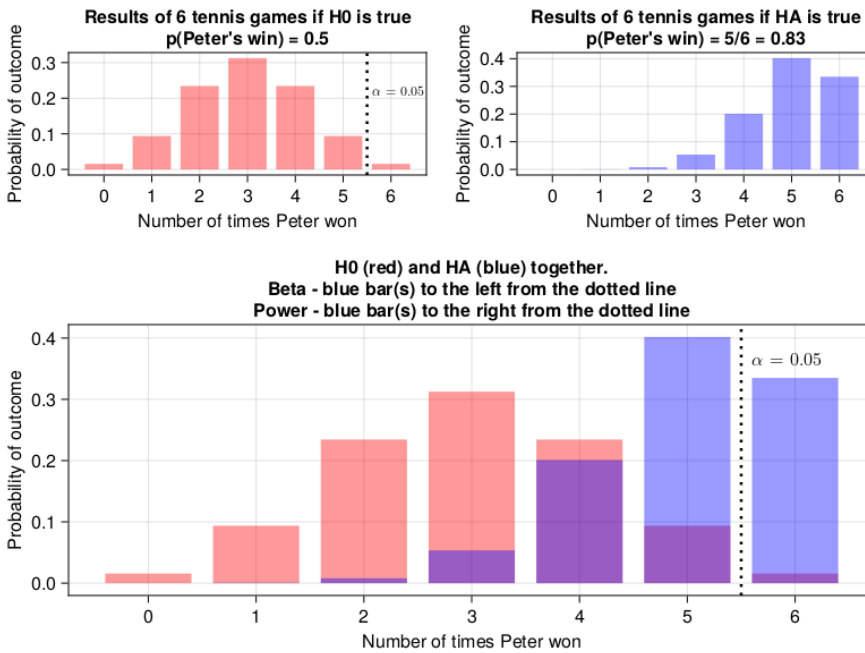 Results of 6 tennis games if H0 is true
p(Peter's win) = 0.5
Probability of outcome
0.3
0.2
0.1
0.0
α = 0.05
0 1 2 3 4 5 6
Number of times Peter won
Results of 6 tennis games if HA is true
p(Peter's win) = 5/6 = 0.83
Probability of outcome
0.4
0.3
0.2
0.1
0.0
0 1 2 3 4 5 6
Number of times Peter won
H0 (red) and HA (blue) together.
Beta - blue bar(s) to the left from the dotted line
Power - blue bar(s) to the right from the dotted line
Probability of outcome
0.4
0.3
0.2
0.1
0.0
α = 0.05
0 1 2 3 4 5 6
Number of times Peter won